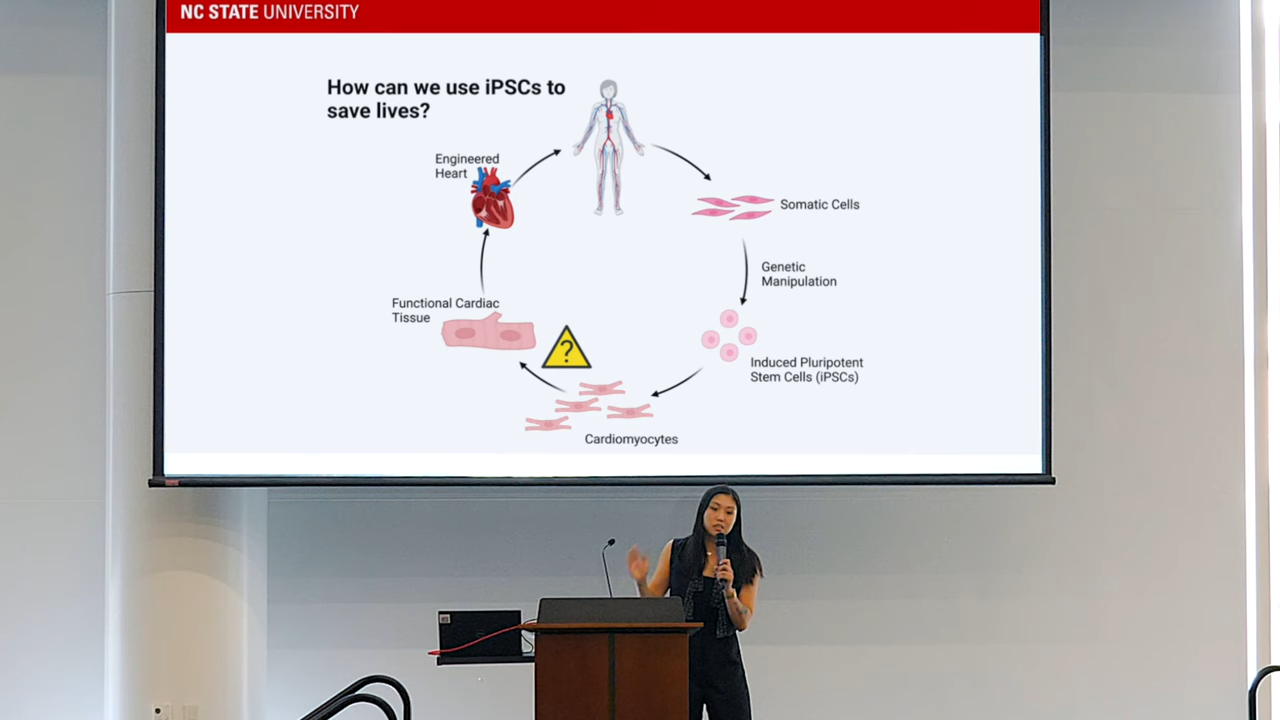 NC STATE UNIVERSITY
How can we use iPSCs to
save lives?
Engineered
Heart
Somatic Cells
Genetic
Manipulation
Functional Cardiac
Tissue
?
Induced Pluripotent
Stem Cells (iPSCs)
Cardiomyocytes